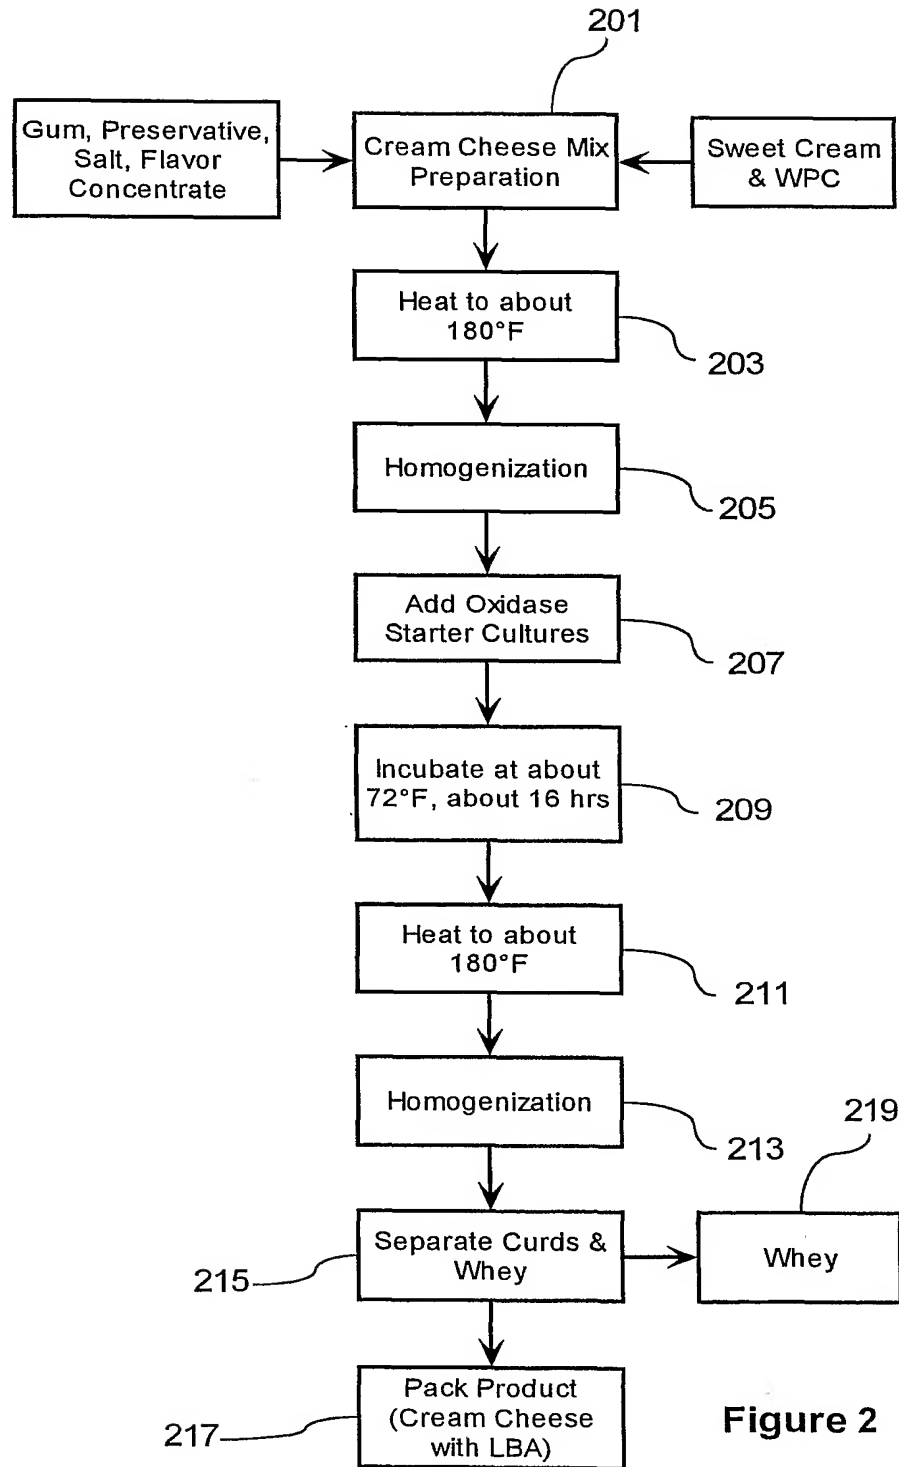 201
Gum, Preservative,
Salt, Flavor
Concentrate
Cream Cheese Mix
Preparation
Sweet Cream
& WPC
Heat to about
180°F
203
Homogenization
205
Add Oxidase
Starter Cultures
207
Incubate at about
72°F, about 16 hrs
209
Heat to about
180°F
211
Homogenization
213
219
Separate Curds &
Whey
215
Whey
Pack Product
(Cream Cheese
with LBA)
217
Figure 2